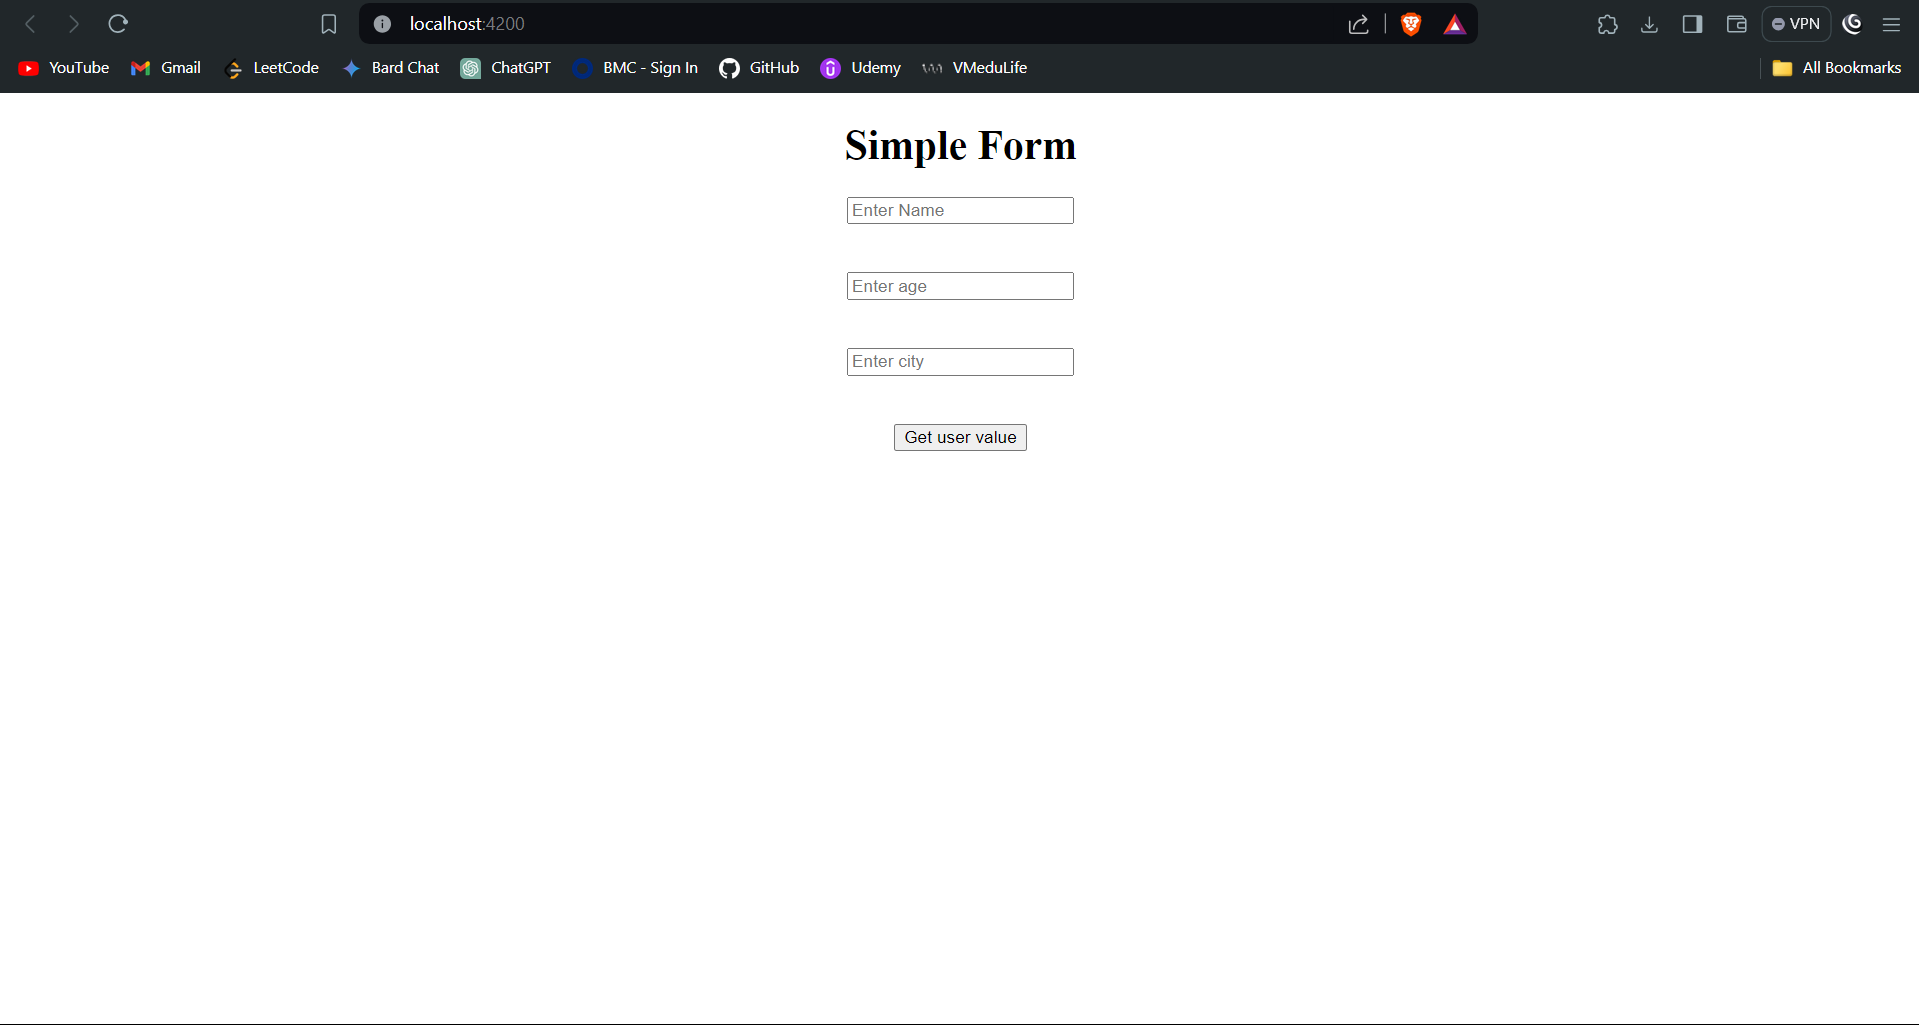 localhost:4200
VPN
YouTube Gmail LeetCode Bard Chat ChatGPT BMC - Sign In GitHub Udemy VMeduLife All Bookmarks
Simple Form
Enter Name
Enter age
Enter city
Get user value